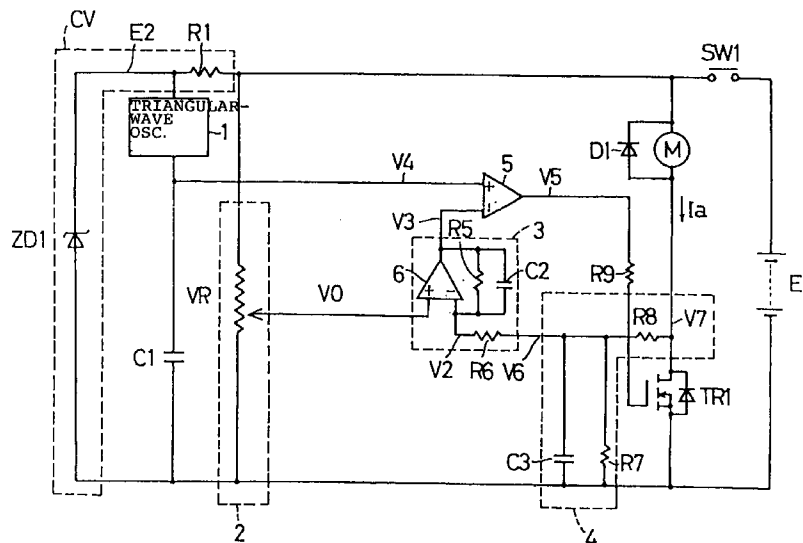 CV
E2
R1
SW1
TRIANGULAR-
WAVE
OSC.
1
D1
M
V4
5
V5
Ia
V3
3
R5
ZD1
6
C2
R9
E
VR
V0
+
-
+
-
R8
V7
V2
R6
V6
C1
TR1
C3
R7
2
4